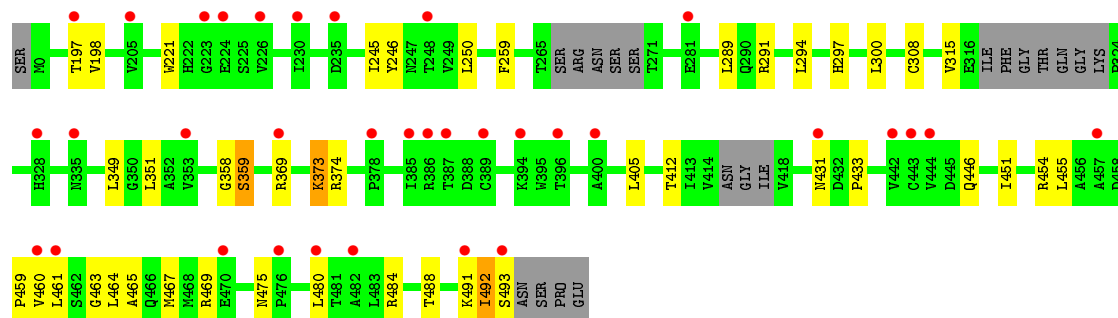 SER M0 T197 V198 V205 W221 H222 G223 E224 S225 V226 I230 D235 I245 Y246 N247 T248 V249 L250 F259 T265 SER ARG ASN SER SER T271 E281 L289 Q290 R291 L294 H297 L300 C308 V315 E316 ILE PHE GLY THR GLN GLY GLY LYS
H328 N335 L349 G350 L351 A352 V353 G358 S359 R369 K373 R374 P378 I385 R386 T387 D388 C389 K394 W395 T396 A400 L405 T412 I413 V414 ASN GLY ILE V418 N431 D432 P433 V442 C443 V444 D445 Q446 I451 R454 L455 A456 A457 D458
P459 V460 L461 S462 G463 L464 A465 Q466 M467 M468 R469 E470 N475 P476 L480 T481 A482 L483 R484 T488 K491 I492 S493 ASN SER PRO GLU